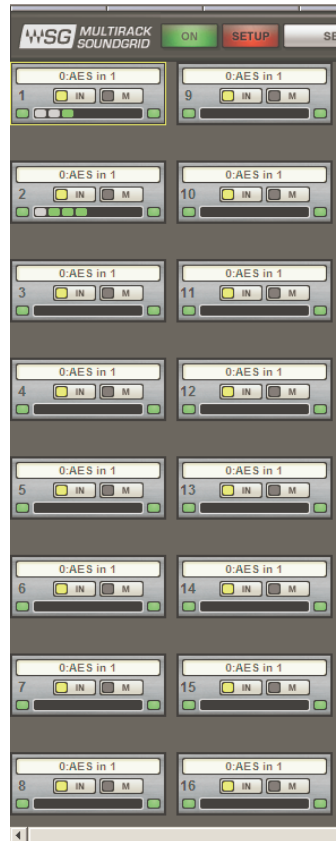 WSG MULTIRACK
SOUNDGRID
ON
SETUP
SE
0:AES in 1
1 IN M
0:AES in 1
9 IN M
0:AES in 1
2 IN M
0:AES in 1
10 IN M
0:AES in 1
3 IN M
0:AES in 1
11 IN M
0:AES in 1
4 IN M
0:AES in 1
12 IN M
0:AES in 1
5 IN M
0:AES in 1
13 IN M
0:AES in 1
6 IN M
0:AES in 1
14 IN M
0:AES in 1
7 IN M
0:AES in 1
15 IN M
0:AES in 1
8 IN M
0:AES in 1
16 IN M